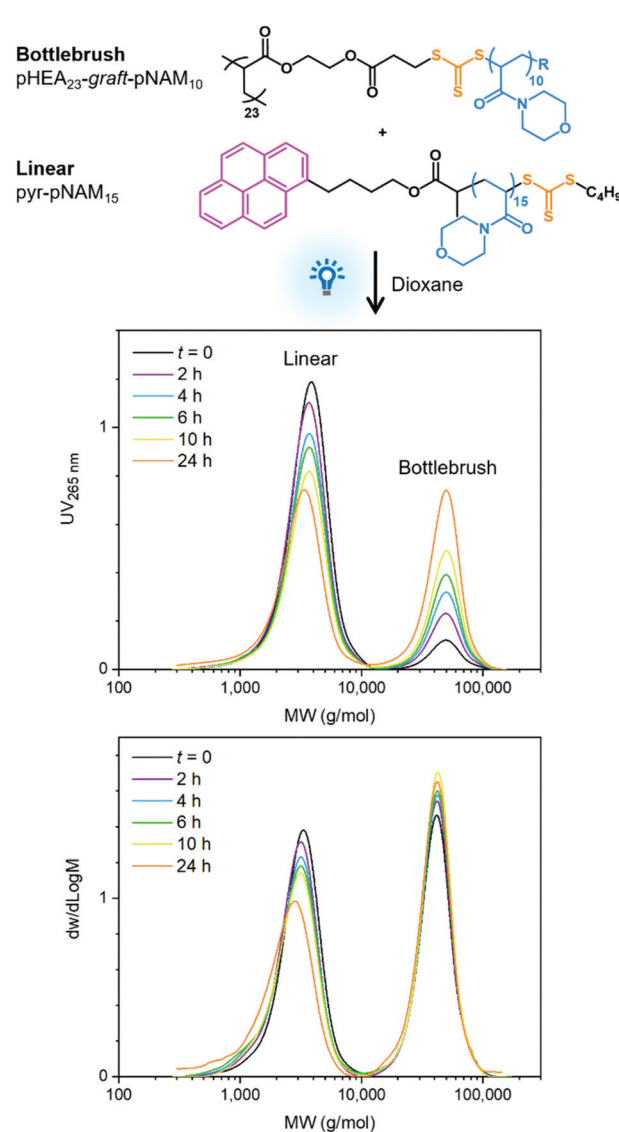 Bottlebrush
pHEA₂₃-graft-pNAM₁₀
O
O
O
O
S
S
S
R
10
O
N
O
23
+
Linear
pyr-pNAM₁₅
O
O
S
S
C₄H₉
15
S
N
O
O
Dioxane
t = 0
2 h
4 h
6 h
10 h
24 h
Linear
Bottlebrush
UV₂₆₅ ₙₘ
1
0
100
1,000
10,000
100,000
MW (g/mol)
t = 0
2 h
4 h
6 h
10 h
24 h
dw/dLogM
1
0
100
1,000
10,000
100,000
MW (g/mol)